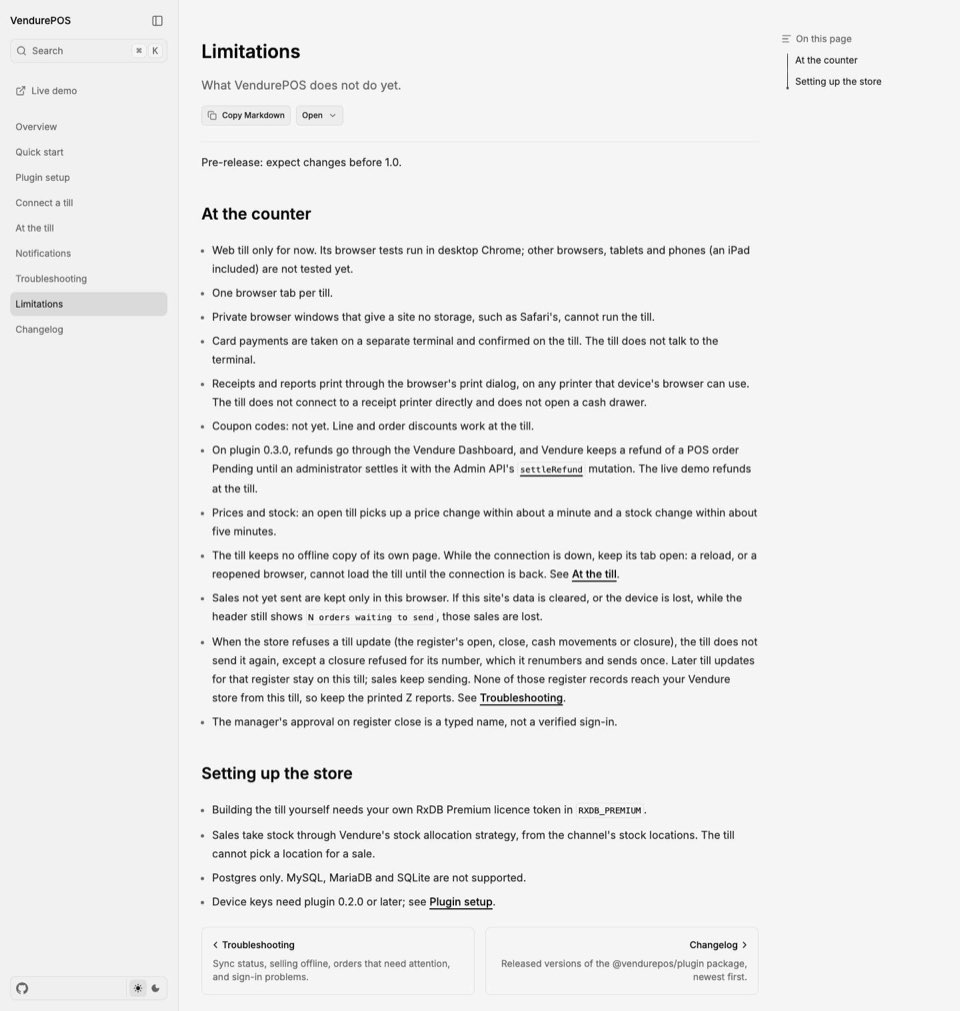 VendurePOS
Search
⌘ K
Live demo
Overview
Quick start
Plugin setup
Connect a till
At the till
Notifications
Troubleshooting
Limitations
Changelog
Limitations
What VendurePOS does not do yet.
Copy Markdown
Open
Pre-release: expect changes before 1.0.
At the counter
• Web till only for now. Its browser tests run in desktop Chrome; other browsers, tablets and phones (an iPad
included) are not tested yet.
• One browser tab per till.
• Private browser windows that give a site no storage, such as Safari's, cannot run the till.
• Card payments are taken on a separate terminal and confirmed on the till. The till does not talk to the
terminal.
• Receipts and reports print through the browser's print dialog, on any printer that device's browser can use.
The till does not connect to a receipt printer directly and does not open a cash drawer.
• Coupon codes: not yet. Line and order discounts work at the till.
• On plugin 0.3.0, refunds go through the Vendure Dashboard, and Vendure keeps a refund of a POS order
Pending until an administrator settles it with the Admin API's settleRefund mutation. The live demo refunds
at the till.
• Prices and stock: an open till picks up a price change within about a minute and a stock change within about
five minutes.
• The till keeps no offline copy of its own page. While the connection is down, keep its tab open: a reload, or a
reopened browser, cannot load the till until the connection is back. See At the till.
• Sales not yet sent are kept only in this browser. If this site's data is cleared, or the device is lost, while the
header still shows N orders waiting to send, those sales are lost.
• When the store refuses a till update (the register's open, close, cash movements or closure), the till does not
send it again, except a closure refused for its number, which it renumbers and sends once. Later till updates
for that register stay on this till; sales keep sending. None of those register records reach your Vendure
store from this till, so keep the printed Z reports. See Troubleshooting.
• The manager's approval on register close is a typed name, not a verified sign-in.
Setting up the store
• Building the till yourself needs your own RxDB Premium licence token in RXDB_PREMIUM.
• Sales take stock through Vendure's stock allocation strategy, from the channel's stock locations. The till
cannot pick a location for a sale.
• Postgres only. MySQL, MariaDB and SQLite are not supported.
• Device keys need plugin 0.2.0 or later; see Plugin setup.
Troubleshooting
Sync status, selling offline, orders that need attention,
and sign-in problems.
Changelog
Released versions of the @vendurepos/plugin package,
newest first.
On this page
At the counter
Setting up the store